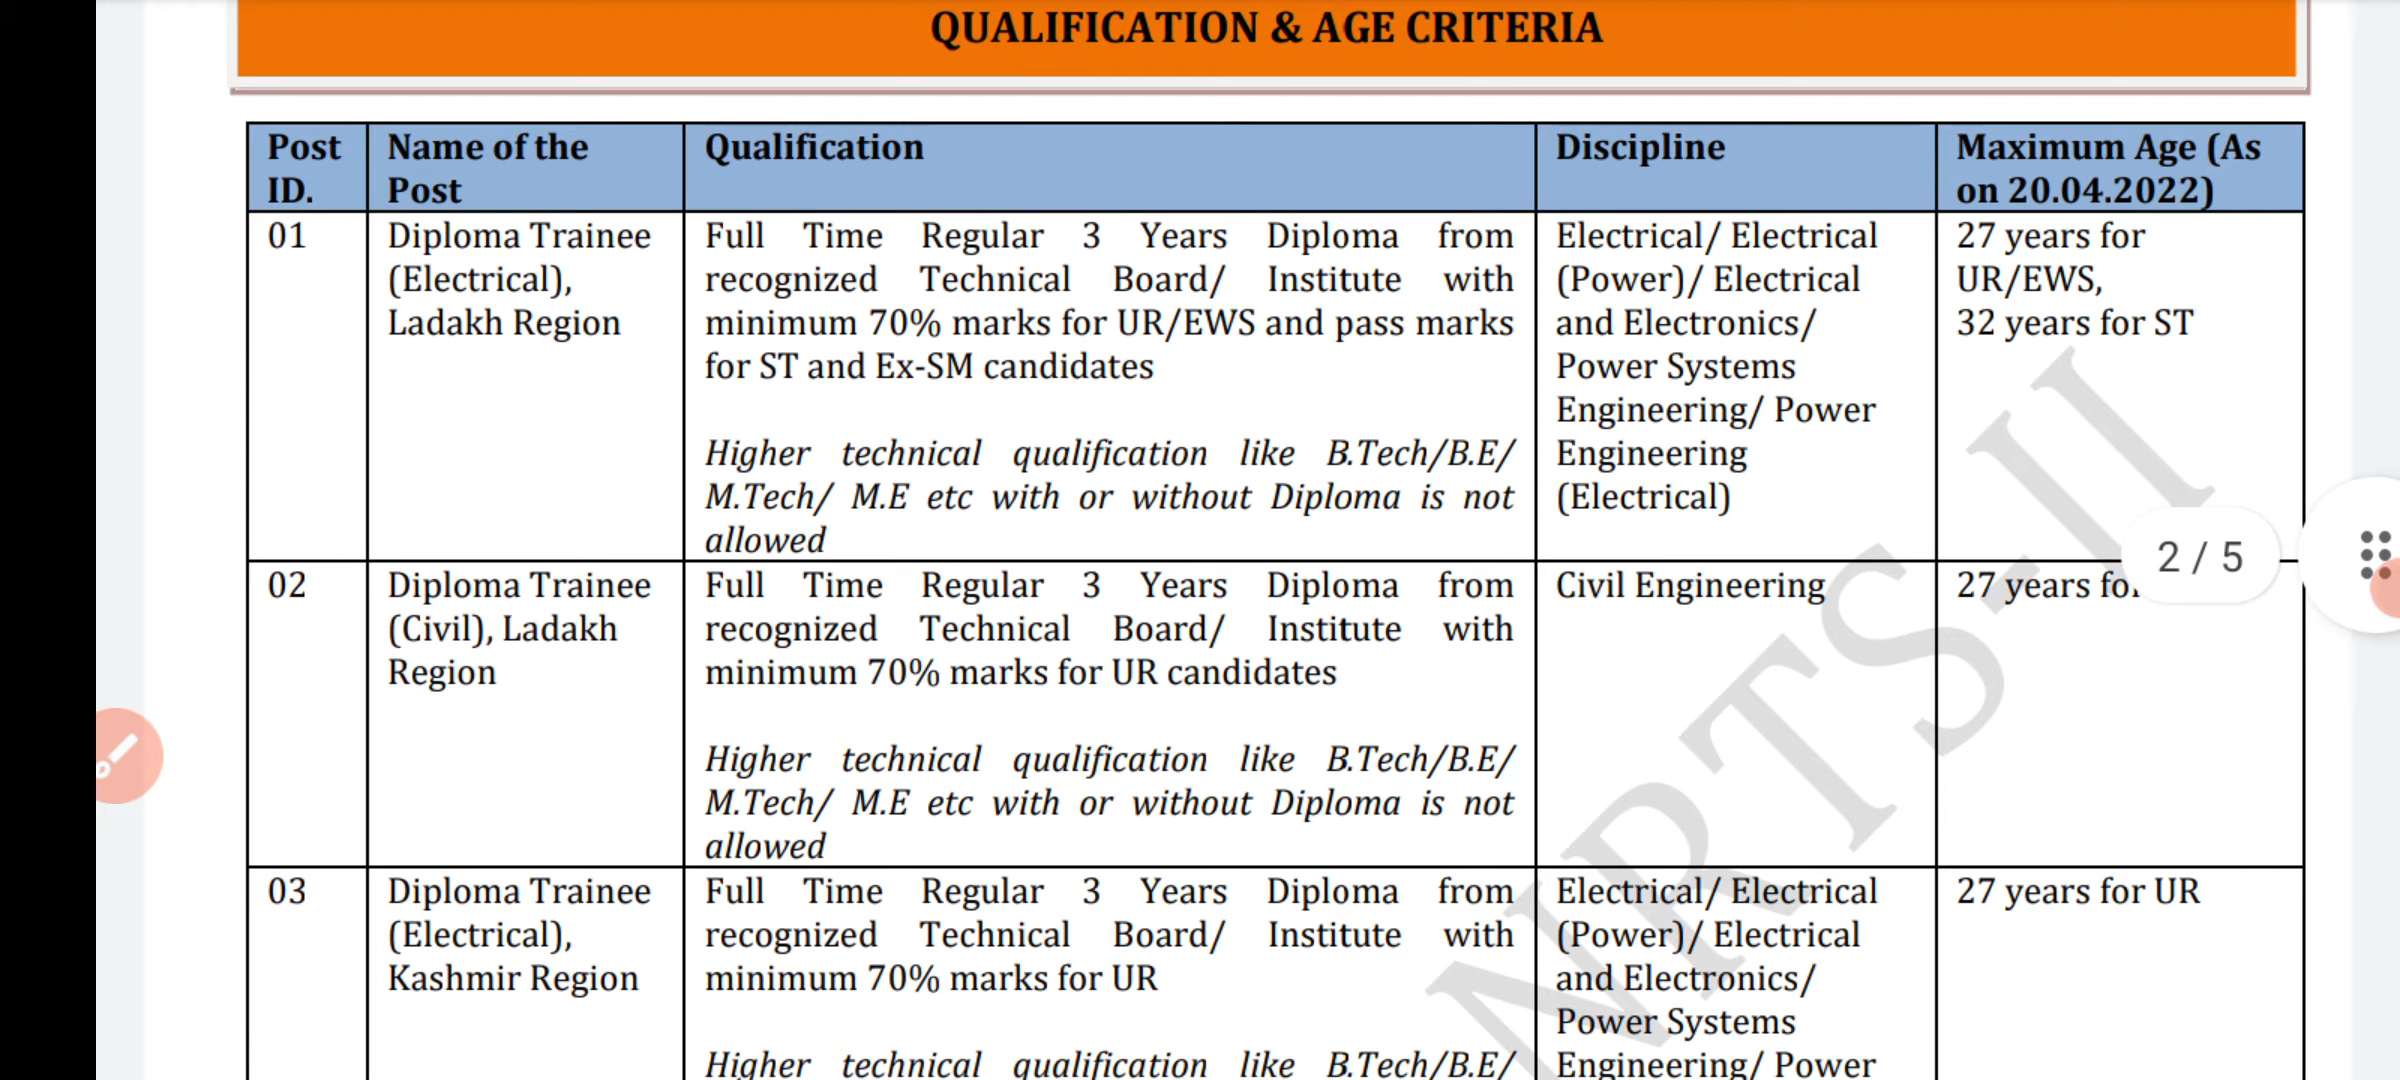 QUALIFICATION & AGE CRITERIA
Post ID.
Name of the Post
Qualification
Discipline
Maximum Age (As on 20.04.2022)
01
Diploma Trainee
(Electrical),
Ladakh Region
Full Time Regular 3 Years Diploma from
recognized Technical Board/ Institute with
minimum 70% marks for UR/EWS and pass marks
for ST and Ex-SM candidates
Higher technical qualification like B.Tech/B.E/
M.Tech/ M.E etc with or without Diploma is not
allowed
Electrical/ Electrical
(Power)/ Electrical
and Electronics/
Power Systems
Engineering/ Power
Engineering
(Electrical)
27 years for
UR/EWS,
32 years for ST
02
Diploma Trainee
(Civil), Ladakh
Region
Full Time Regular 3 Years Diploma from
recognized Technical Board/ Institute with
minimum 70% marks for UR candidates
Higher technical qualification like B.Tech/B.E/
M.Tech/ M.E etc with or without Diploma is not
allowed
Civil Engineering
27 years
2 / 5
03
Diploma Trainee
(Electrical),
Kashmir Region
Full Time Regular 3 Years Diploma from
recognized Technical Board/ Institute with
minimum 70% marks for UR
Higher technical qualification like B.Tech/B.E/
Electrical/ Electrical
(Power)/ Electrical
and Electronics/
Power Systems
Engineering/ Power
27 years for UR
NRTS-II